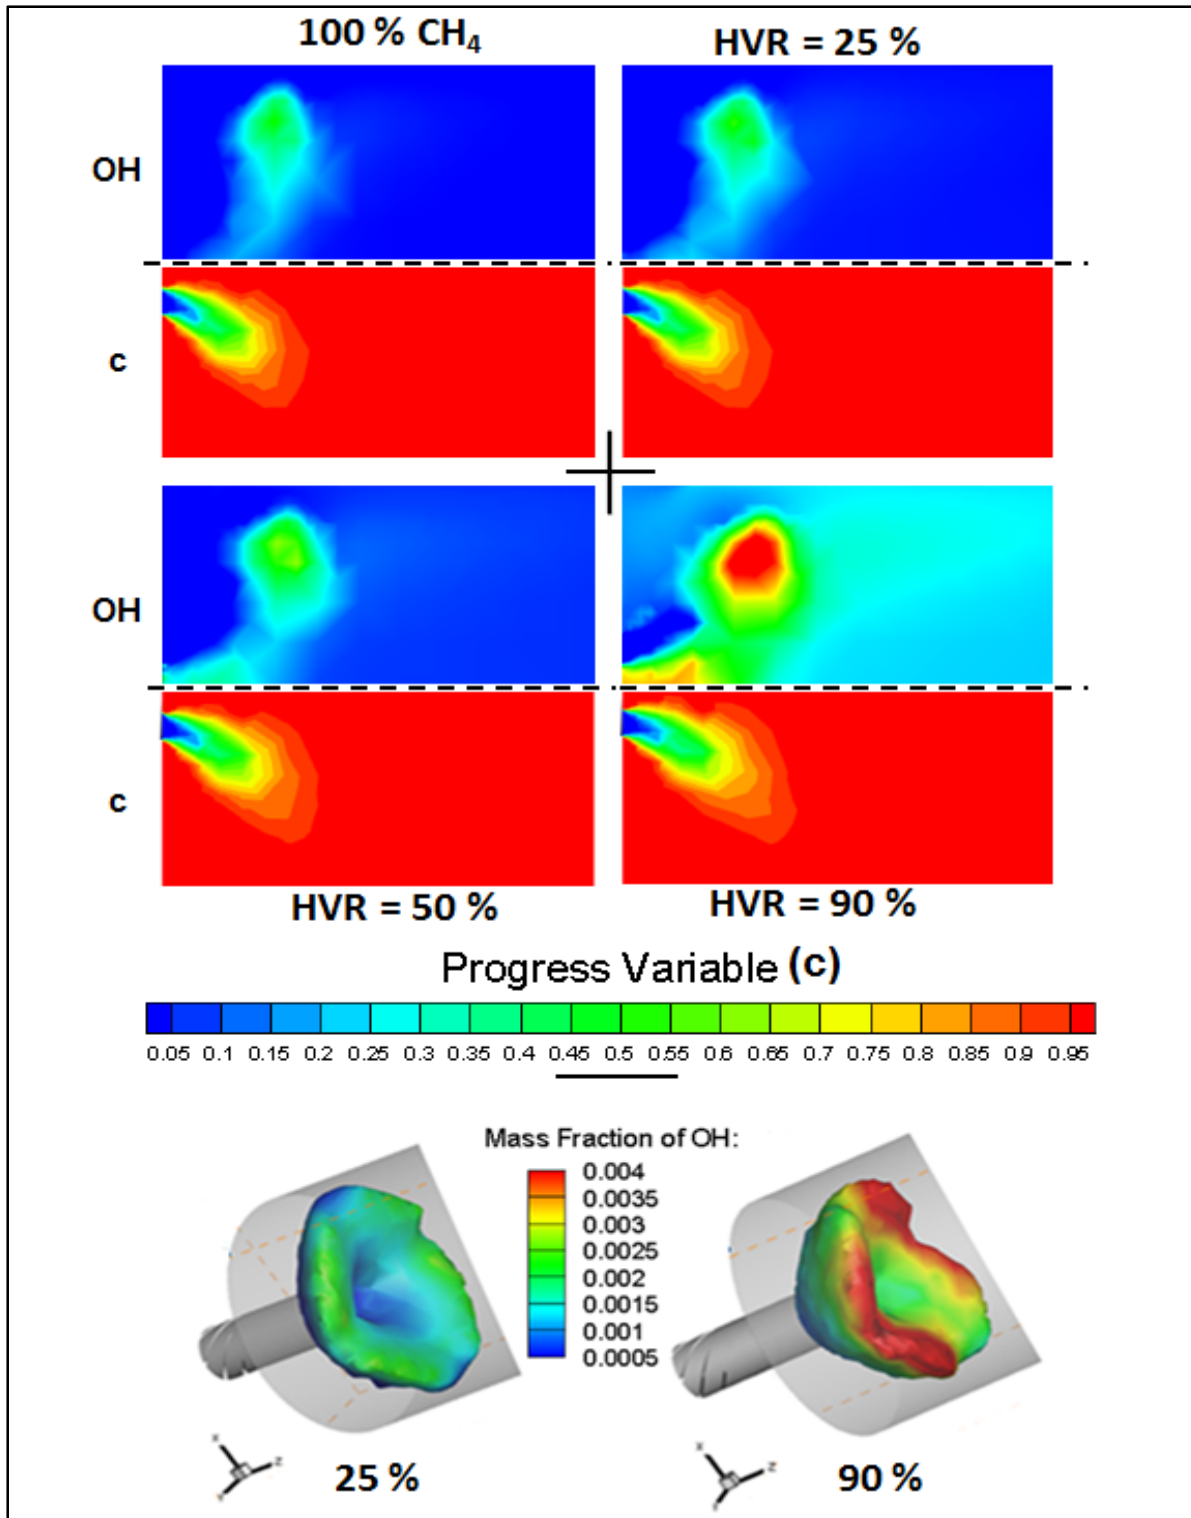 100 % CH₄
HVR = 25 %
OH
c
OH
c
HVR = 50 %
HVR = 90 %
Progress Variable (c)
0.05 0.1 0.15 0.2 0.25 0.3 0.35 0.4 0.45 0.5 0.55 0.6 0.65 0.7 0.75 0.8 0.85 0.9 0.95
Mass Fraction of OH:
0.004
0.0035
0.003
0.0025
0.002
0.0015
0.001
0.0005
x
z
Y
25 %
x
z
Y
90 %